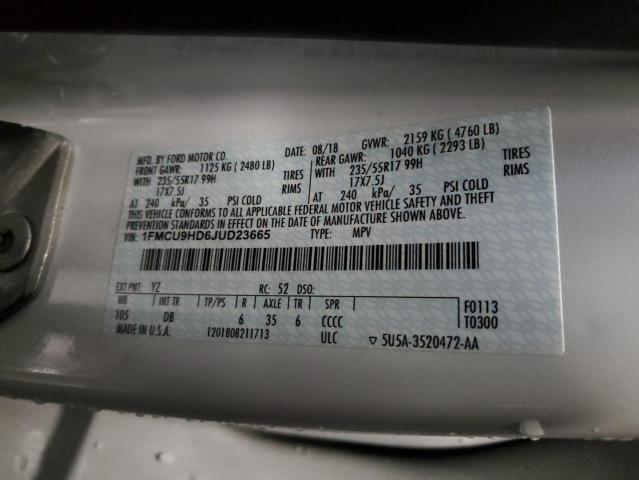 MFD. BY FORD MOTOR CO.
DATE: 08/18 GVWR: 2159 KG ( 4760 LB)
FRONT GAWR: 1125 KG ( 2480 LB) REAR GAWR: 1040 KG ( 2293 LB)
WITH 235/55R17 99H TIRES WITH 235/55R17 99H TIRES
17X7.5J RIMS 17X7.5J RIMS
AT 240 kPa/ 35 PSI COLD AT 240 kPa/ 35 PSI COLD
THIS VEHICLE CONFORMS TO ALL APPLICABLE FEDERAL MOTOR VEHICLE SAFETY AND THEFT
PREVENTION STANDARDS IN EFFECT ON THE DATE OF MANUFACTURE SHOWN ABOVE.
VIN: 1FMCU9HD6JUD23665 TYPE: MPV
EXT PNT: YZ RC: 52 DSO:
WB INT TR TP/PS R AXLE TR SPR F0113
105 DB 6 35 6 CCCC T0300
MADE IN U.S.A. 1201808211713 ULC ▽ 5U5A-3520472-AA